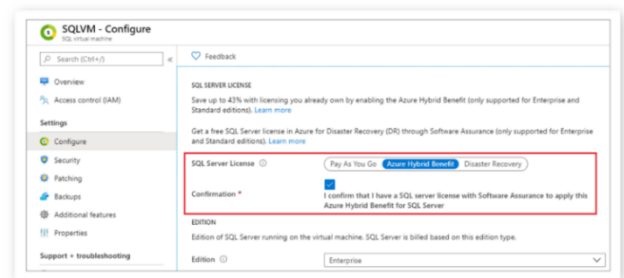 SQLVM - Configure
SQL virtual machine
Search (Ctrl+/)
«
Feedback
Overview
Access control (IAM)
Settings
Configure
Security
Patching
Backups
Additional features
Properties
Support + troubleshooting
SQL SERVER LICENSE
Save up to 43% with licensing you already own by enabling the Azure Hybrid Benefit (only supported for Enterprise and
Standard editions). Learn more
Get a free SQL Server license in Azure for Disaster Recovery (DR) through Software Assurance (only supported for Enterprise
and Standard editions). Learn more
SQL Server License
Pay As You Go Azure Hybrid Benefit Disaster Recovery
Confirmation *
I confirm that I have a SQL server license with Software Assurance to apply this
Azure Hybrid Benefit for SQL Server
EDITION
Edition of SQL Server running on the virtual machine. SQL Server is billed based on this edition type.
Edition
Enterprise